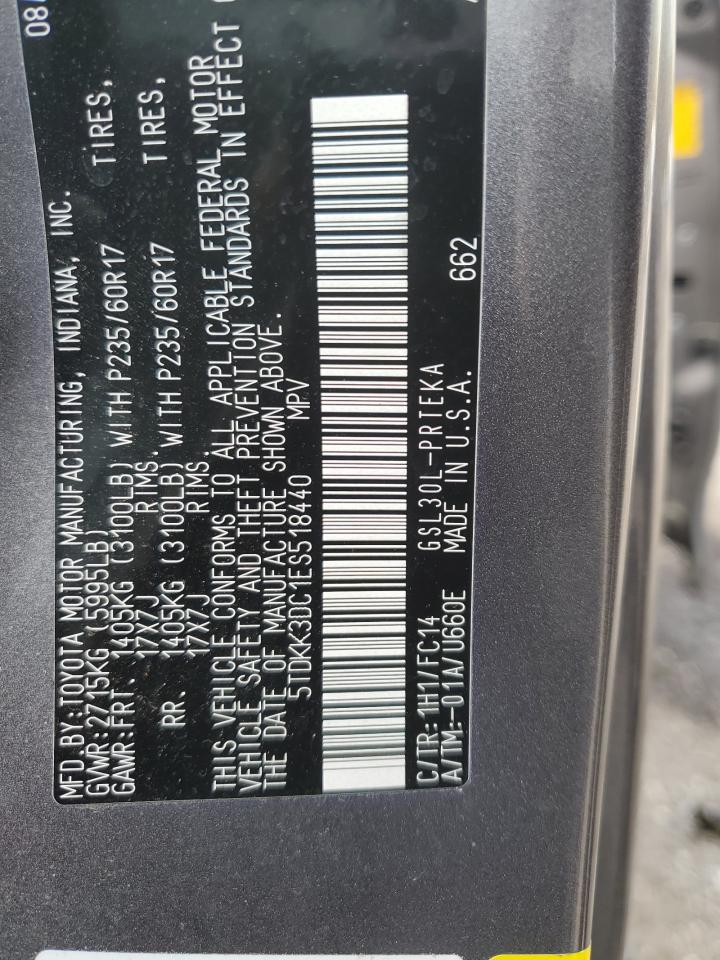 MFD.BY:TOYOTA MOTOR MANUFACTURING, INDIANA, INC. 08/
GVWR:2715KG (5995LB)
GAWR:FRT. 1405KG (3100LB) WITH P235/60R17 TIRES,
17X7J RIMS.
RR. 1405KG (3100LB) WITH P235/60R17 TIRES,
17X7J RIMS.
THIS VEHICLE CONFORMS TO ALL APPLICABLE FEDERAL MOTOR
VEHICLE SAFETY AND THEFT PREVENTION STANDARDS IN EFFECT
THE DATE OF MANUFACTURE SHOWN ABOVE.
5TDKK3DC1ES518440 MPV
C/TR:1H1/FC14 GSL30L-PRTEKA 662
A/TM:-01A/U660E MADE IN U.S.A.